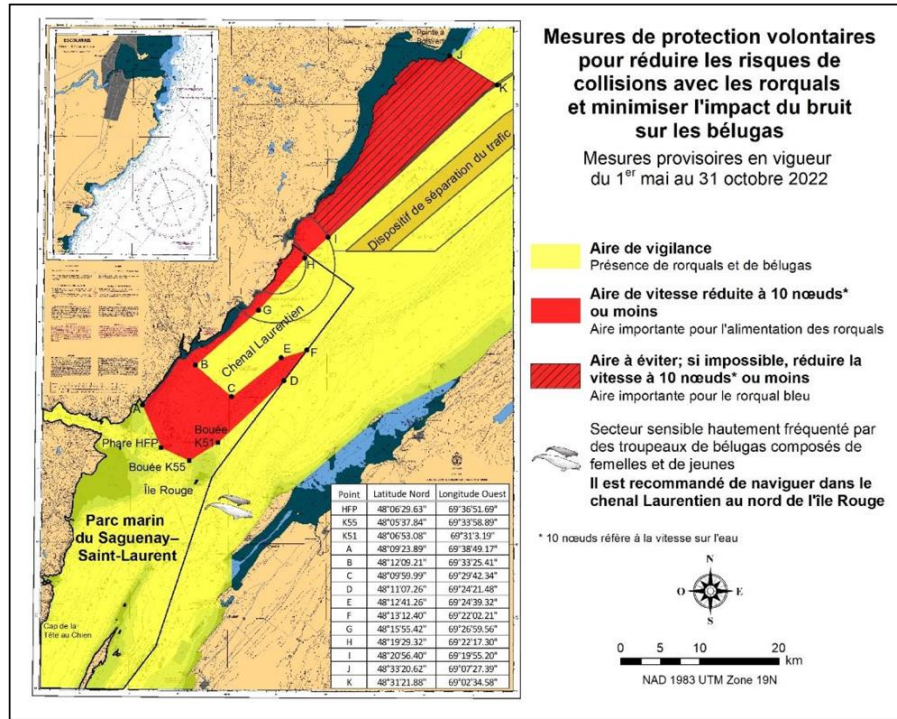 Mesures de protection volontaires
pour réduire les risques de
collisions avec les rorquals
et minimiser l'impact du bruit
sur les bélugas
Mesures provisoires en vigueur
du 1er mai au 31 octobre 2022
Aire de vigilance
Présence de rorquals et de bélugas
Aire de vitesse réduite à 10 nœuds*
ou moins
Aire importante pour l'alimentation des rorquals
Aire à éviter; si impossible, réduire la
vitesse à 10 nœuds* ou moins
Aire importante pour le rorqual bleu
Secteur sensible hautement fréquenté par
des troupeaux de bélugas composés de
femelles et de jeunes
Il est recommandé de naviguer dans le
chenal Laurentien au nord de l'île Rouge
* 10 nœuds réfère à la vitesse sur l'eau
N
O E
S
0 5 10 20
km
NAD 1983 UTM Zone 19N
J
K
Dispositif de séparation du trafic
I
H
G
Chenal Laurentien
E
F
B
D
C
A
Bouée
K51
Phare HFP
Bouée K55
Île Rouge
Parc marin
du Saguenay–
Saint-Laurent
Cap de la
Tête au Chien
Point Latitude Nord Longitude Ouest
HFP 48°06'29.63" 69°36'51.69"
K55 48°05'37.84" 69°33'58.89"
K51 48°06'53.08" 69°31'3.19"
A 48°09'23.89" 69°38'49.17"
B 48°12'09.21" 69°33'25.41"
C 48°09'59.99" 69°29'42.34"
D 48°11'07.26" 69°24'21.48"
E 48°12'41.26" 69°24'39.32"
F 48°13'12.40" 69°22'02.21"
G 48°15'55.42" 69°26'59.56"
H 48°19'29.32" 69°22'17.30"
I 48°20'56.40" 69°19'55.20"
J 48°33'20.62" 69°07'27.39"
K 48°31'21.88" 69°02'34.58"